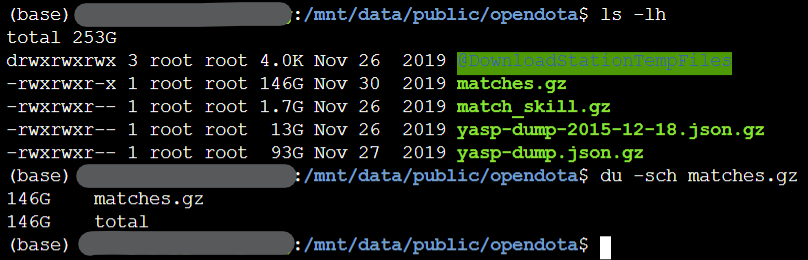 (base) :/mnt/data/public/opendota$ ls -lh
total 253G
drwxrwxrwx 3 root root 4.0K Nov 26  2019 @DownloadStationTempFiles
-rwxrwxr-x 1 root root 146G Nov 30  2019 matches.gz
-rwxrwxr-- 1 root root 1.7G Nov 26  2019 match_skill.gz
-rwxrwxr-- 1 root root  13G Nov 26  2019 yasp-dump-2015-12-18.json.gz
-rwxrwxr-- 1 root root  93G Nov 27  2019 yasp-dump.json.gz
(base) :/mnt/data/public/opendota$ du -sch matches.gz
146G    matches.gz
146G    total
(base) :/mnt/data/public/opendota$